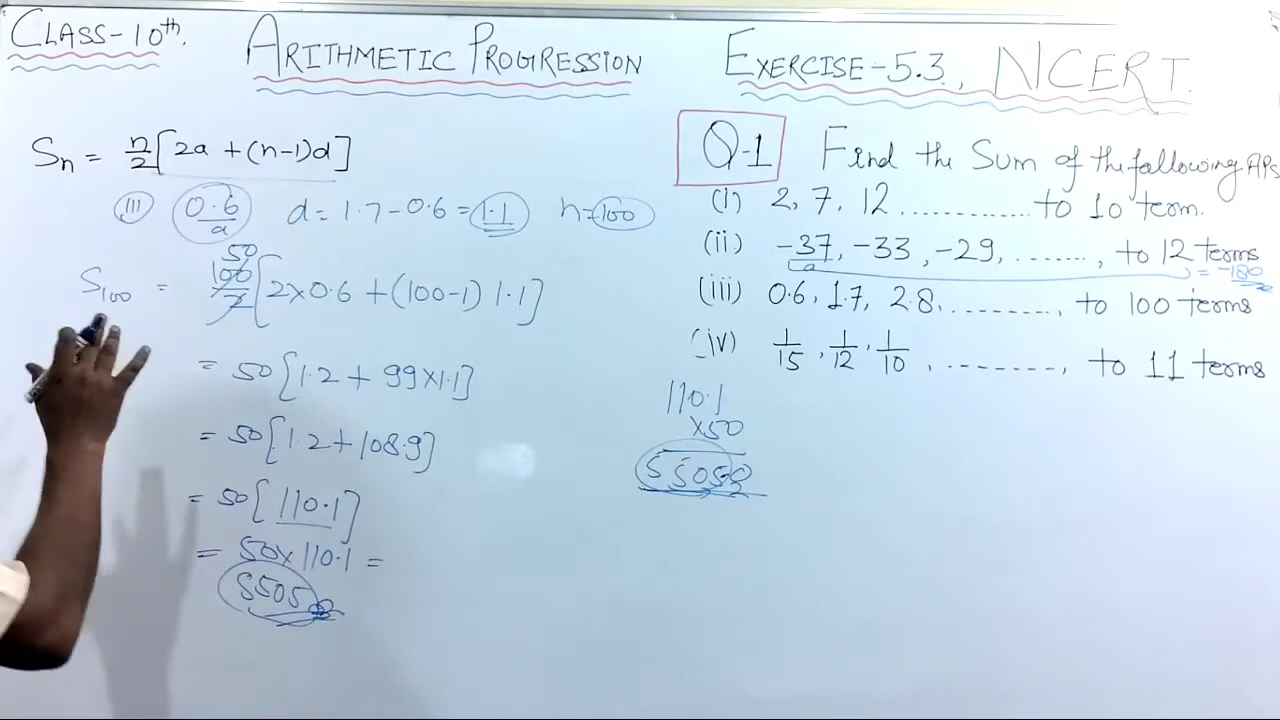 CLASS-10th. ARITHMETIC PROGRESSION EXERCISE-5.3, NCERT.
Sn = n/2[2a + (n-1)d]
(iii) 0.6 d = 1.7-0.6 = 1.1 n=100
a
50
S100 = 100/2[2×0.6 + (100-1) 1.1]
= 50[1.2 + 99×1.1]
= 50[1.2 + 108.9]
= 50[110.1]
= 50×110.1 =
5505
Q-1 Find the Sum of the following APs
(i) 2, 7, 12 ............. to 10 term.
(ii) -37, -33, -29, ........, to 12 terms
a = -180
(iii) 0.6, 1.7, 2.8, .........., to 100 terms
(iv) 1/15, 1/12, 1/10, ........, to 11 terms
110.1
×50
5505.0